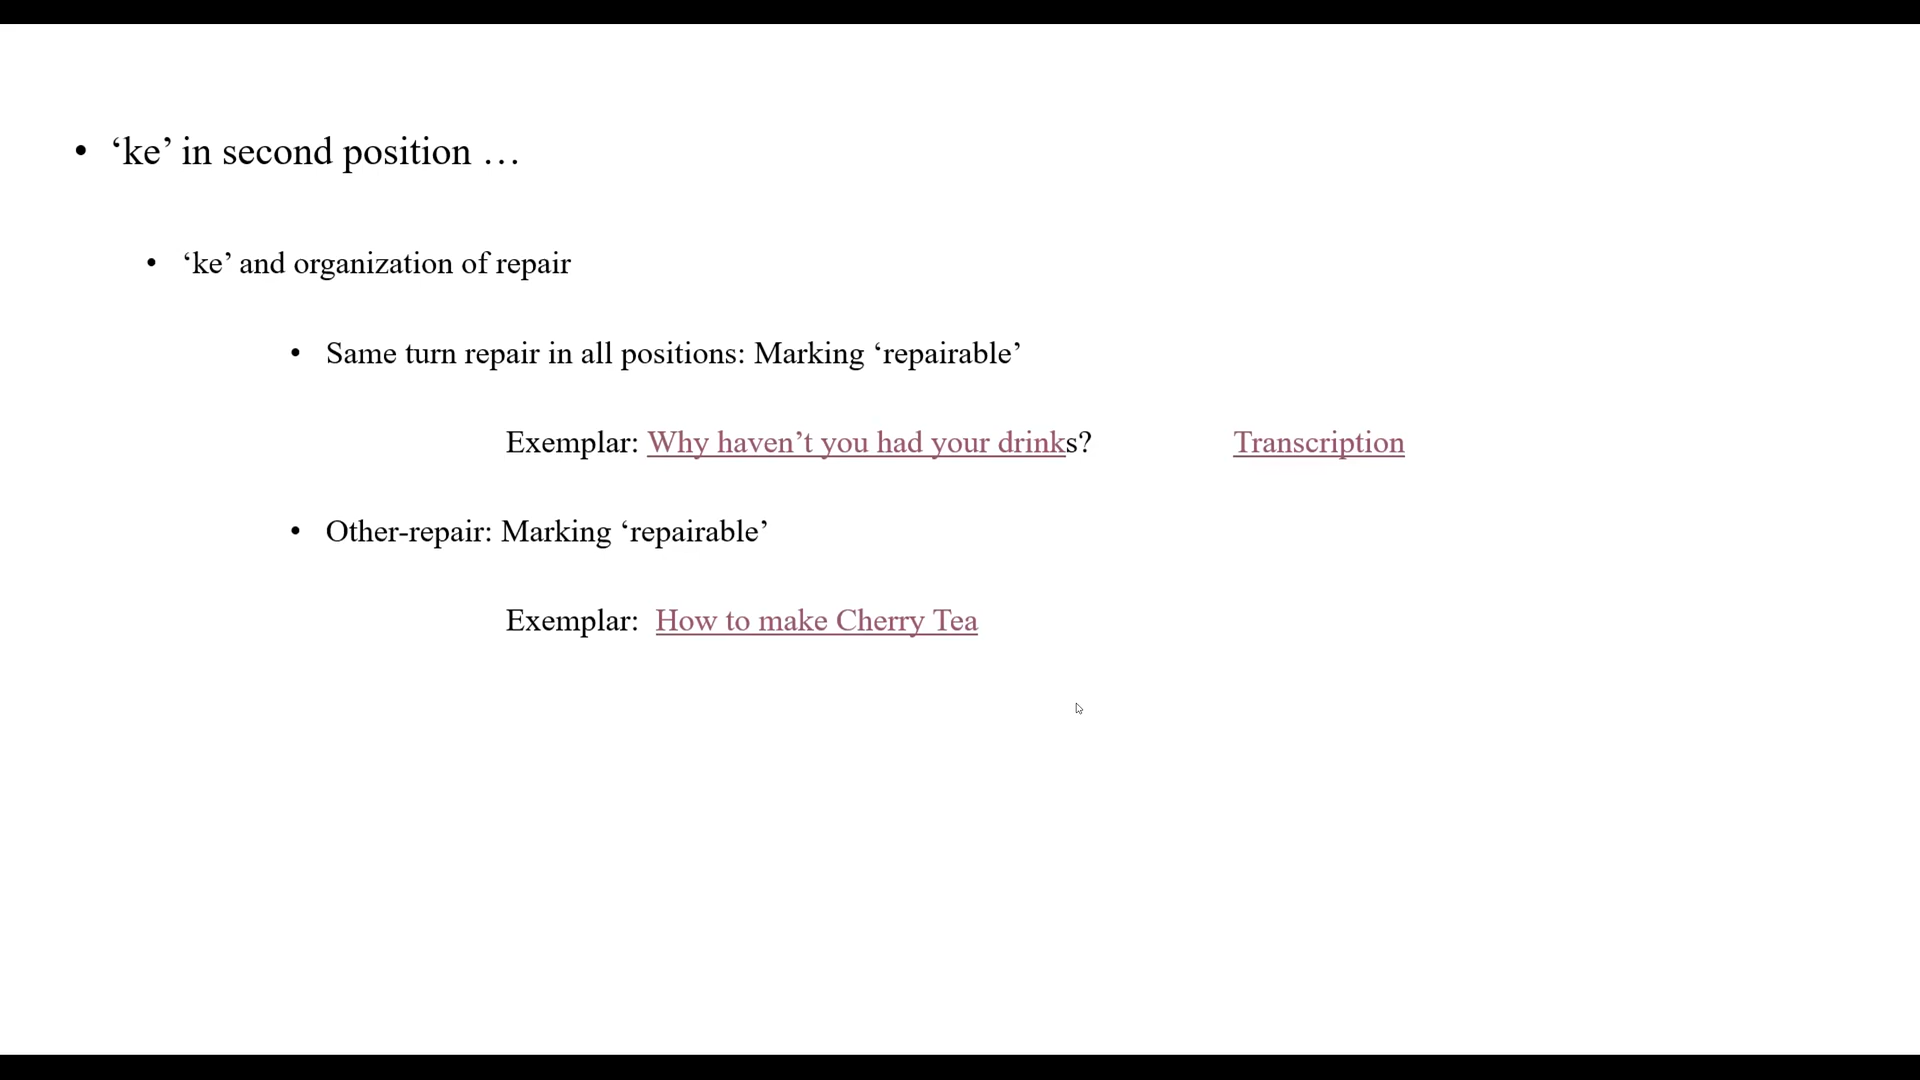 • ‘ke’ in second position …
• ‘ke’ and organization of repair
• Same turn repair in all positions: Marking ‘repairable’
Exemplar: Why haven’t you had your drinks? Transcription
• Other-repair: Marking ‘repairable’
Exemplar: How to make Cherry Tea